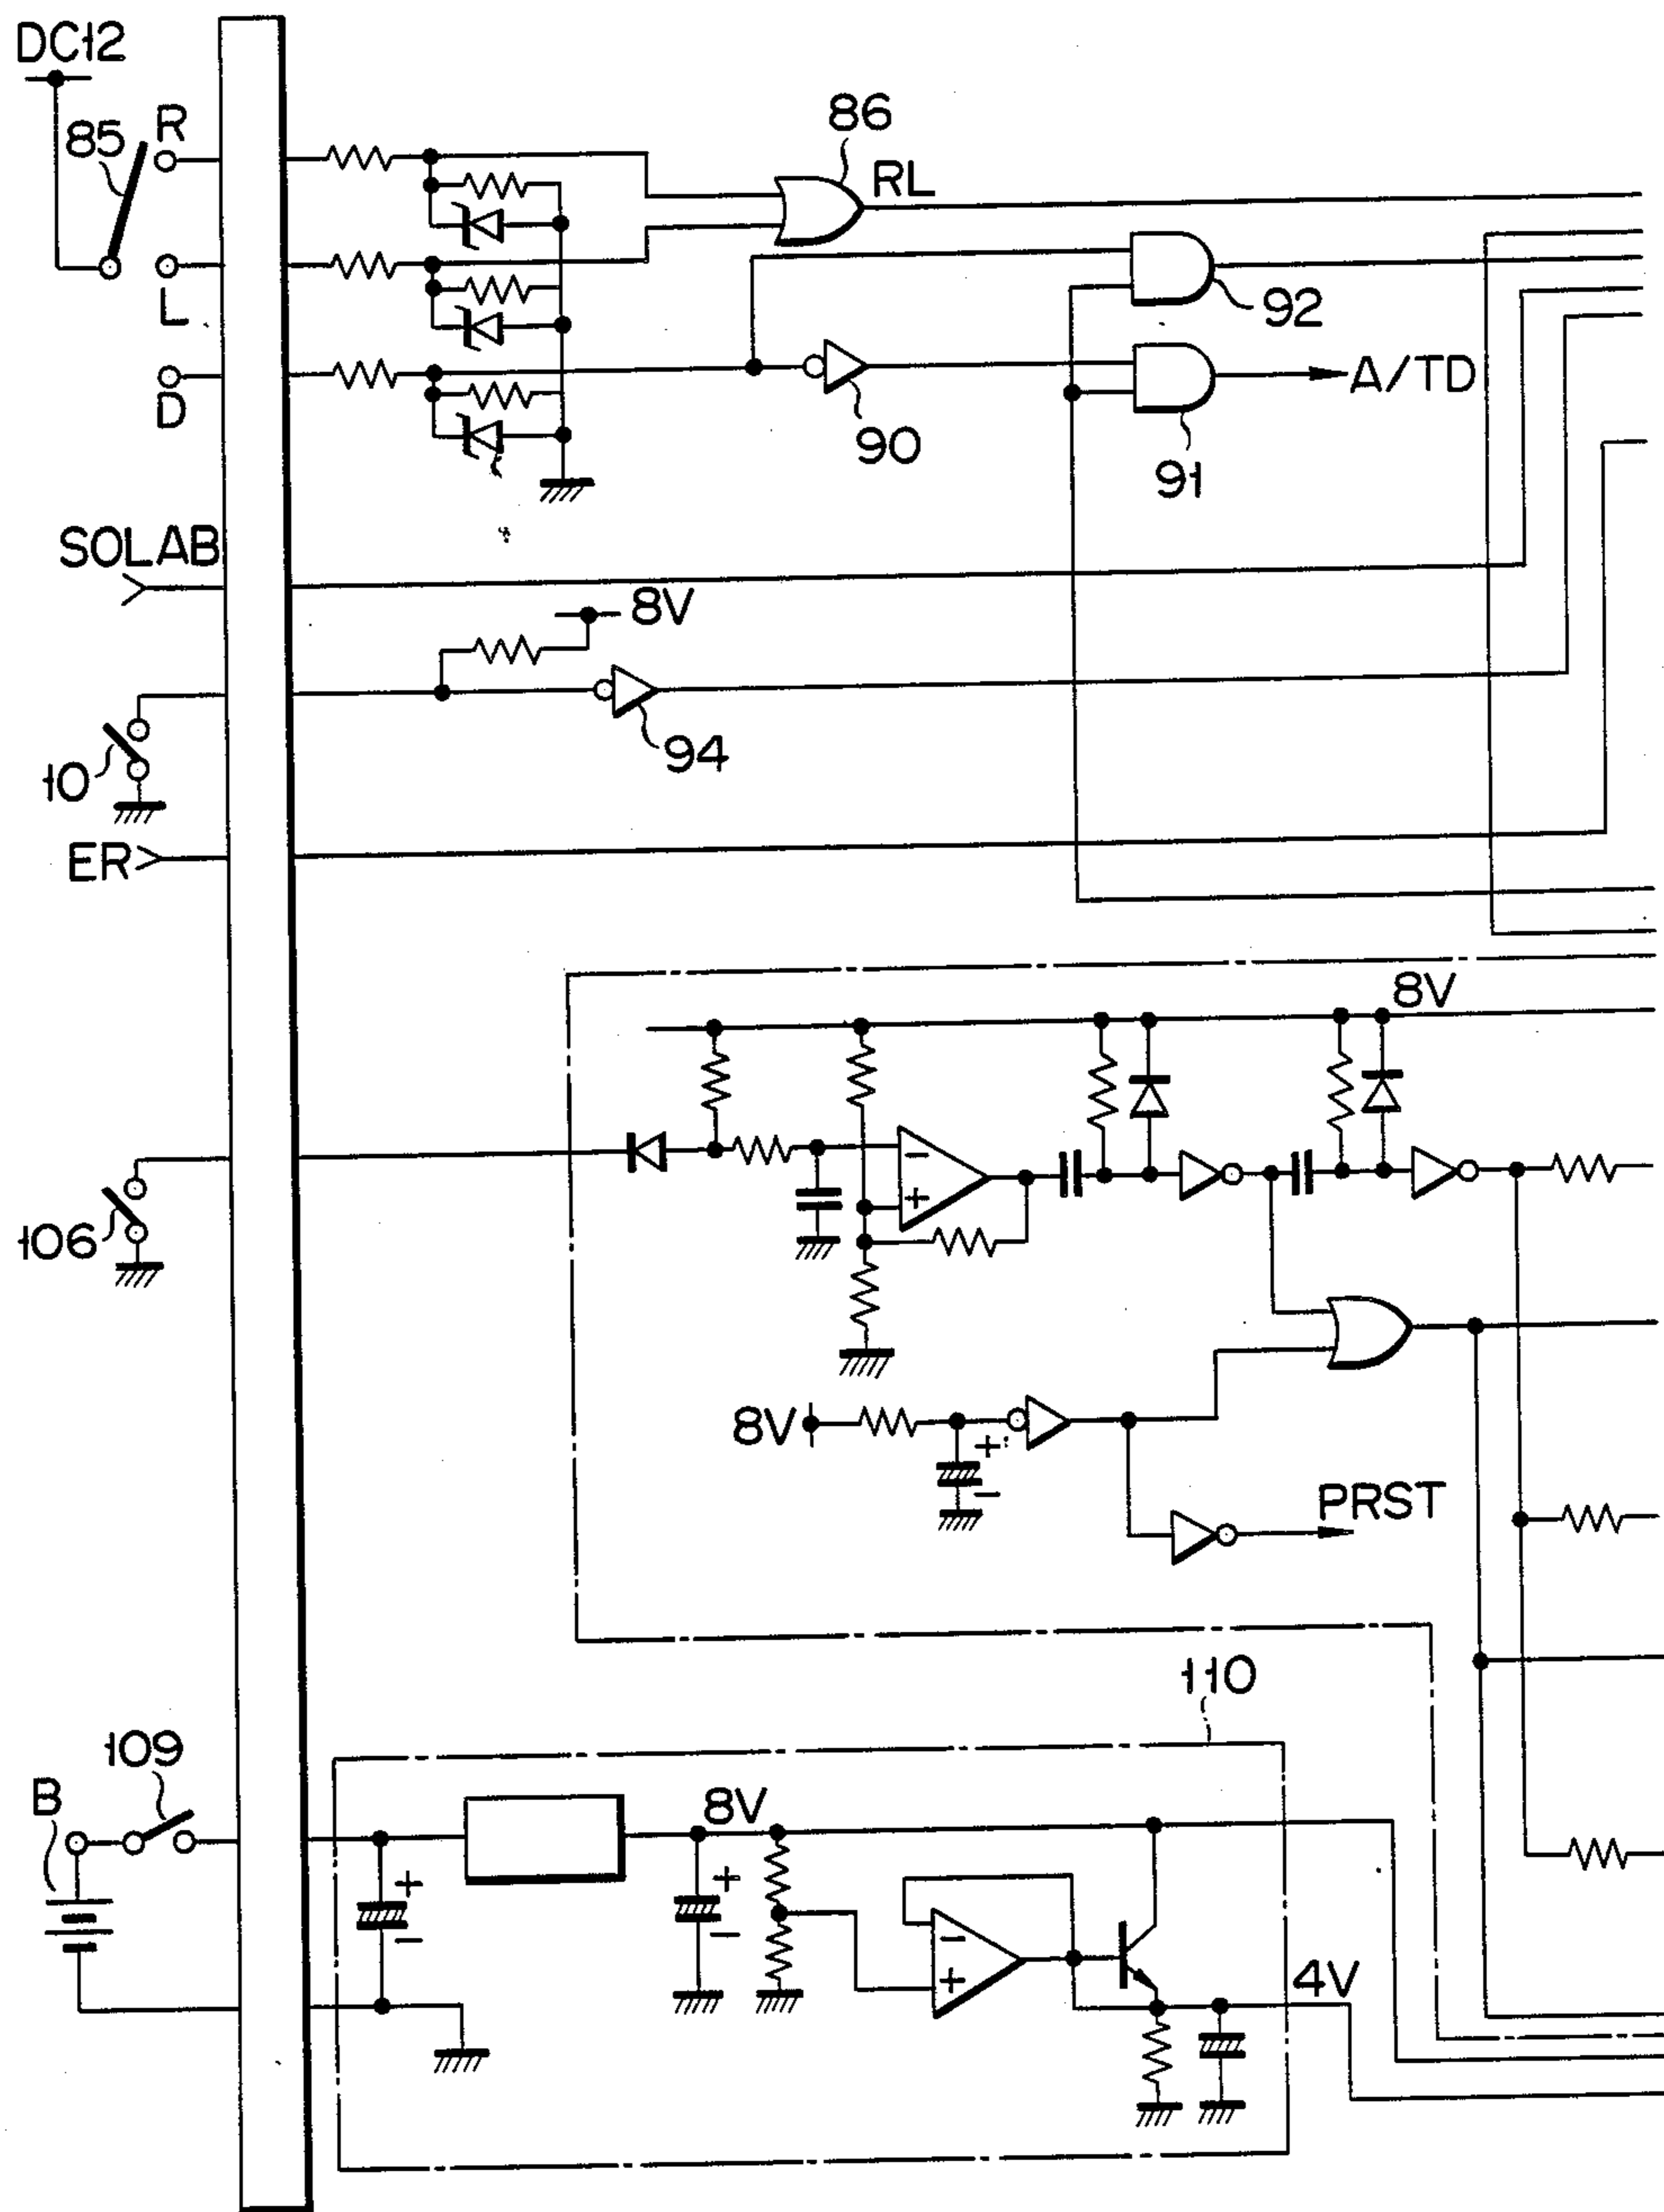 DC12
R
85
86
RL
L
92
D
A/TD
90
91
SOLAB
8V
94
10
ER
8V
-
+
106
8V
+
-
PRST
110
109
B
8V
+
-
+
-
-
+
4V